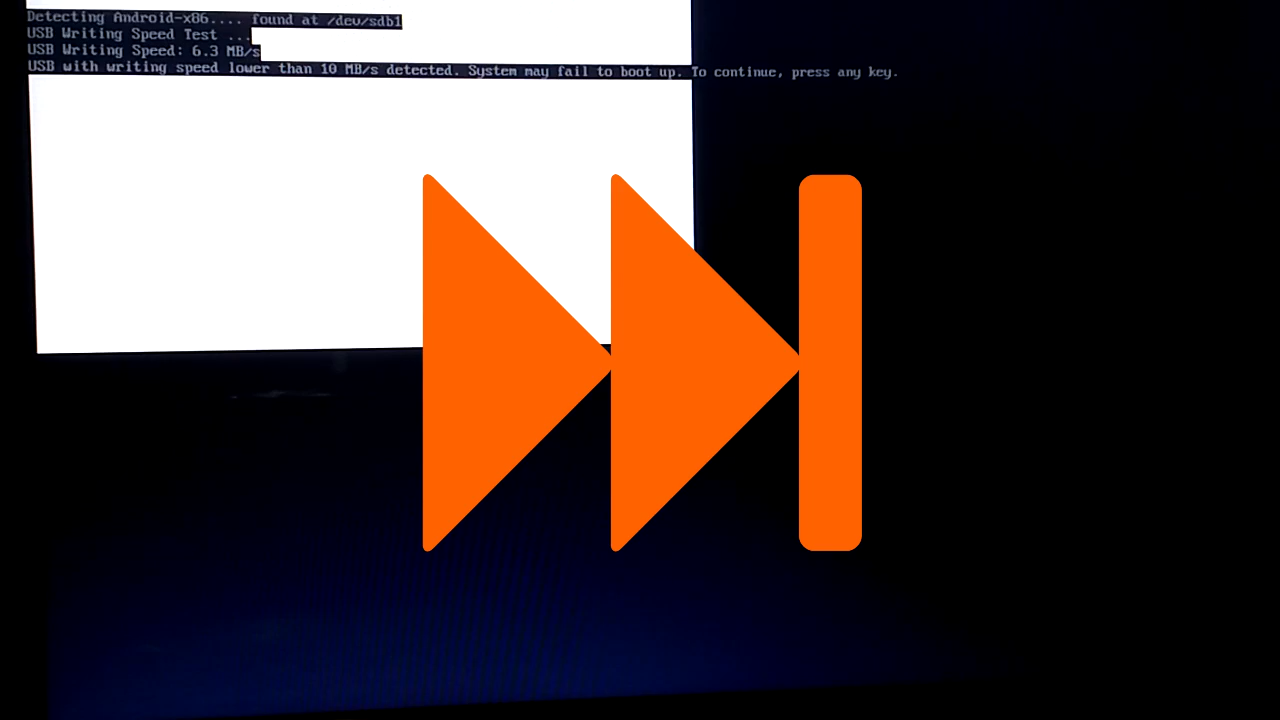 Detecting Android-x86.... found at /dev/sdb1
USB Writing Speed Test ...
USB Writing Speed: 6.3 MB/s
USB with writing speed lower than 10 MB/s detected. System may fail to boot up. To continue, press any key.